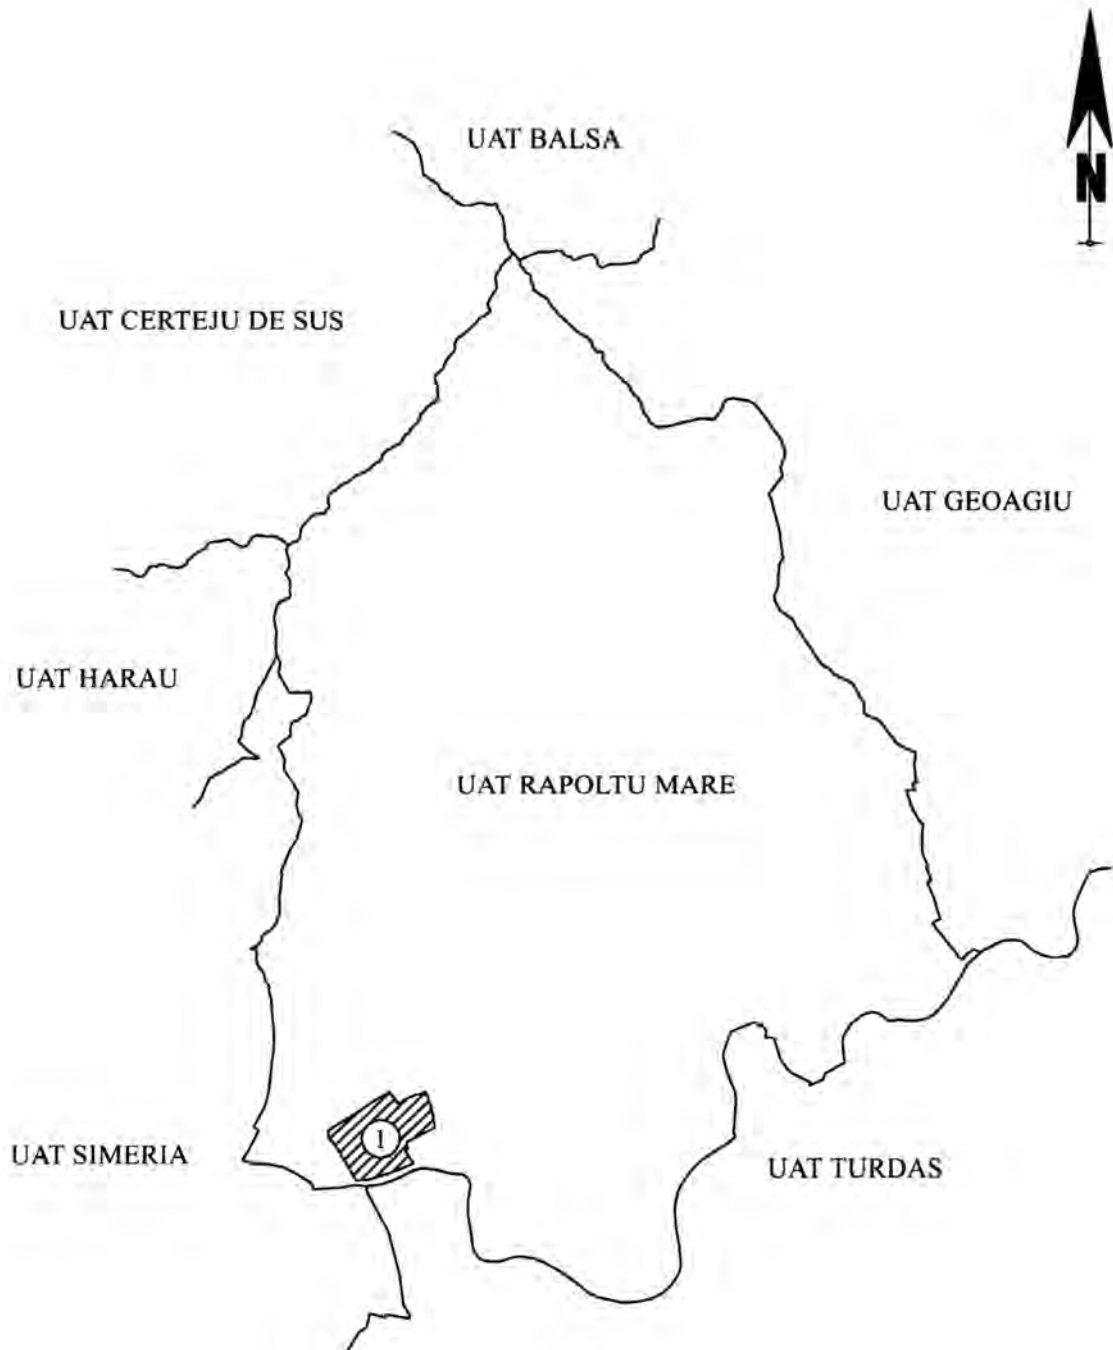 UAT BALSA
N
UAT CERTEJU DE SUS
UAT GEOAGIU
UAT HARAU
UAT RAPOLTU MARE
1
UAT SIMERIA
UAT TURDAS